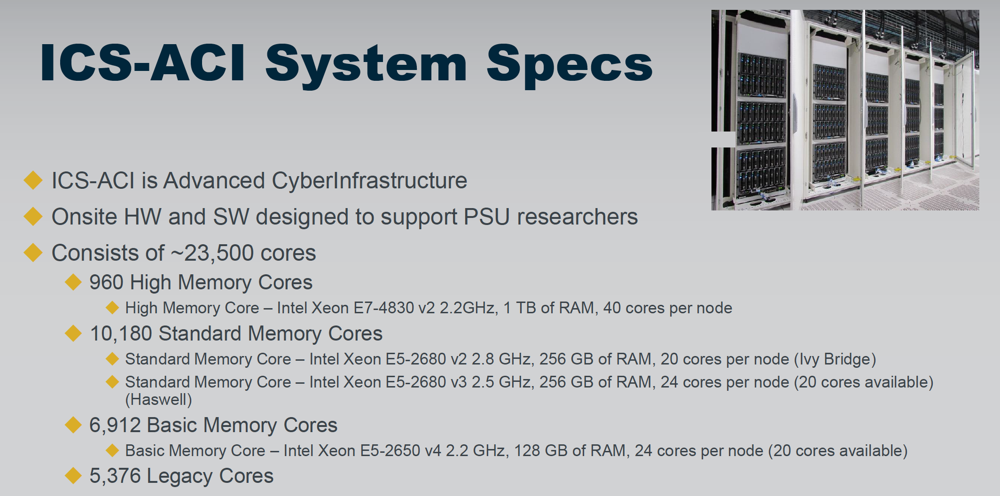 ICS-ACI System Specs
ICS-ACI is Advanced CyberInfrastructure
Onsite HW and SW designed to support PSU researchers
Consists of ~23,500 cores
960 High Memory Cores
High Memory Core – Intel Xeon E7-4830 v2 2.2GHz, 1 TB of RAM, 40 cores per node
10,180 Standard Memory Cores
Standard Memory Core – Intel Xeon E5-2680 v2 2.8 GHz, 256 GB of RAM, 20 cores per node (Ivy Bridge)
Standard Memory Core – Intel Xeon E5-2680 v3 2.5 GHz, 256 GB of RAM, 24 cores per node (20 cores available)
(Haswell)
6,912 Basic Memory Cores
Basic Memory Core – Intel Xeon E5-2650 v4 2.2 GHz, 128 GB of RAM, 24 cores per node (20 cores available)
5,376 Legacy Cores